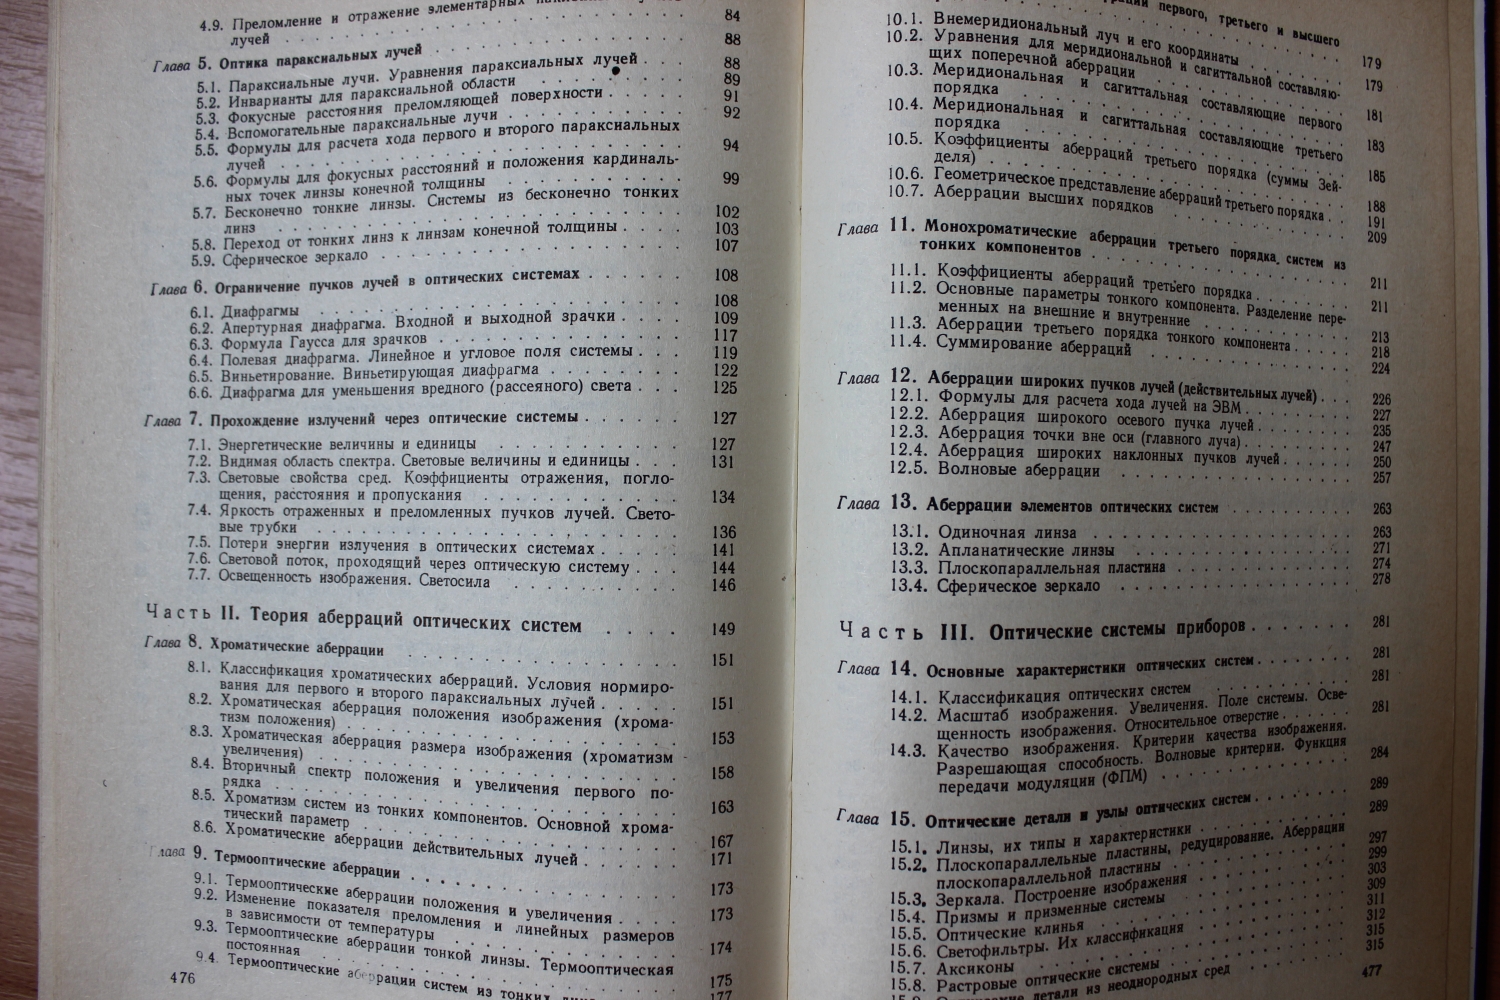 4.9. Преломление и отражение элементарных
лучей . . . 84
Глава 5. Оптика параксиальных лучей . . . 88
5.1. Параксиальные лучи. Уравнения параксиальных лучей . . . 88
5.2. Инварианты для параксиальной области . . . 89
5.3. Фокусные расстояния преломляющей поверхности . . . 91
5.4. Вспомогательные параксиальные лучи . . . 92
5.5. Формулы для расчета хода первого и второго параксиальных
лучей . . . 94
5.6. Формулы для фокусных расстояний и положения кардиналь-
ных точек линзы конечной толщины . . . 99
5.7. Бесконечно тонкие линзы. Системы из бесконечно тонких
линз . . . 102
5.8. Переход от тонких линз к линзам конечной толщины . . . 103
5.9. Сферическое зеркало . . . 107
Глава 6. Ограничение пучков лучей в оптических системах . . . 108
6.1. Диафрагмы . . . 108
6.2. Апертурная диафрагма. Входной и выходной зрачки . . . 109
6.3. Формула Гаусса для зрачков . . . 117
6.4. Полевая диафрагма. Линейное и угловое поля системы . . . 119
6.5. Виньетирование. Виньетирующая диафрагма . . . 122
6.6. Диафрагма для уменьшения вредного (рассеяного) света . . . 125
Глава 7. Прохождение излучений через оптические системы . . . 127
7.1. Энергетические величины и единицы . . . 127
7.2. Видимая область спектра. Световые величины и единицы . . . 131
7.3. Световые свойства сред. Коэффициенты отражения, погло-
щения, расстояния и пропускания . . . 134
7.4. Яркость отраженных и преломленных пучков лучей. Свето-
вые трубки . . . 136
7.5. Потери энергии излучения в оптических системах . . . 141
7.6. Световой поток, проходящий через оптическую систему . . . 144
7.7. Освещенность изображения. Светосила . . . 146
Часть II. Теория аберраций оптических систем . . . 149
Глава 8. Хроматические аберрации . . . 151
8.1. Классификация хроматических аберраций. Условия нормиро-
вания для первого и второго параксиальных лучей . . . 151
8.2. Хроматическая аберрация положения изображения (хрома-
тизм положения) . . . 153
8.3. Хроматическая аберрация размера изображения (хроматизм
увеличения) . . . 158
8.4. Вторичный спектр положения и увеличения первого по-
рядка . . . 163
8.5. Хроматизм систем из тонких компонентов. Основной хрома-
тический параметр . . . 167
8.6. Хроматические аберрации действительных лучей . . . 171
Глава 9. Термооптические аберрации . . . 173
9.1. Термооптические аберрации положения и увеличения . . . 173
9.2. Изменение показателя преломления и линейных размеров
в зависимости от температуры . . . 174
9.3. Термооптические аберрации тонкой линзы. Термооптическая
постоянная . . . 175
9.4. Термооптические аберрации систем из тонких . . . 177
476
первого, третьего и высшего
179
10.1. Внемеридиональный луч и его координаты . . . 179
10.2. Уравнения для меридиональной и сагиттальной составляю-
щих поперечной аберрации . . . 181
10.3. Меридиональная и сагиттальная составляющие первого
порядка . . . 183
10.4. Меридиональная и сагиттальная составляющие третьего
порядка . . . 185
10.5. Коэффициенты аберраций третьего порядка (суммы Зей-
деля) . . . 188
10.6. Геометрическое представление аберраций третьего порядка . . 191
10.7. Аберрации высших порядков . . . 209
Глава 11. Монохроматические аберрации третьего порядка систем из
тонких компонентов . . . 211
11.1. Коэффициенты аберраций третьего порядка . . . 211
11.2. Основные параметры тонкого компонента. Разделение пере-
менных на внешние и внутренние . . . 213
11.3. Аберрации третьего порядка тонкого компонента . . . 218
11.4. Суммирование аберраций . . . 224
Глава 12. Аберрации широких пучков лучей (действительных лучей) . . . 226
12.1. Формулы для расчета хода лучей на ЭВМ . . . 227
12.2. Аберрация широкого осевого пучка лучей . . . 235
12.3. Аберрация точки вне оси (главного луча) . . . 247
12.4. Аберрация широких наклонных пучков лучей . . . 250
12.5. Волновые аберрации . . . 257
Глава 13. Аберрации элементов оптических систем . . . 263
13.1. Одиночная линза . . . 263
13.2. Апланатические линзы . . . 271
13.3. Плоскопараллельная пластина . . . 274
13.4. Сферическое зеркало . . . 278
Часть III. Оптические системы приборов . . . 281
Глава 14. Основные характеристики оптических систем . . . 281
14.1. Классификация оптических систем . . . 281
14.2. Масштаб изображения. Увеличения. Поле системы. Осве-
щенность изображения. Относительное отверстие . . . 281
14.3. Качество изображения. Критерии качества изображения.
Разрешающая способность. Волновые критерии. Функция
передачи модуляции (ФПМ) . . . 284
Глава 15. Оптические детали и узлы оптических систем . . . 289
15.1. Линзы, их типы и характеристики . . . 289
15.2. Плоскопараллельные пластины, редуцирование. Аберрации
плоскопараллельной пластины . . . 297
15.3. Зеркала. Построение изображения . . . 299
15.4. Призмы и призменные системы . . . 303
15.5. Оптические клинья . . . 309
15.6. Светофильтры. Их классификация . . . 311
15.7. Аксиконы . . . 312
15.8. Растровые оптические системы . . . 315
детали из неоднородных сред . . . 315
477